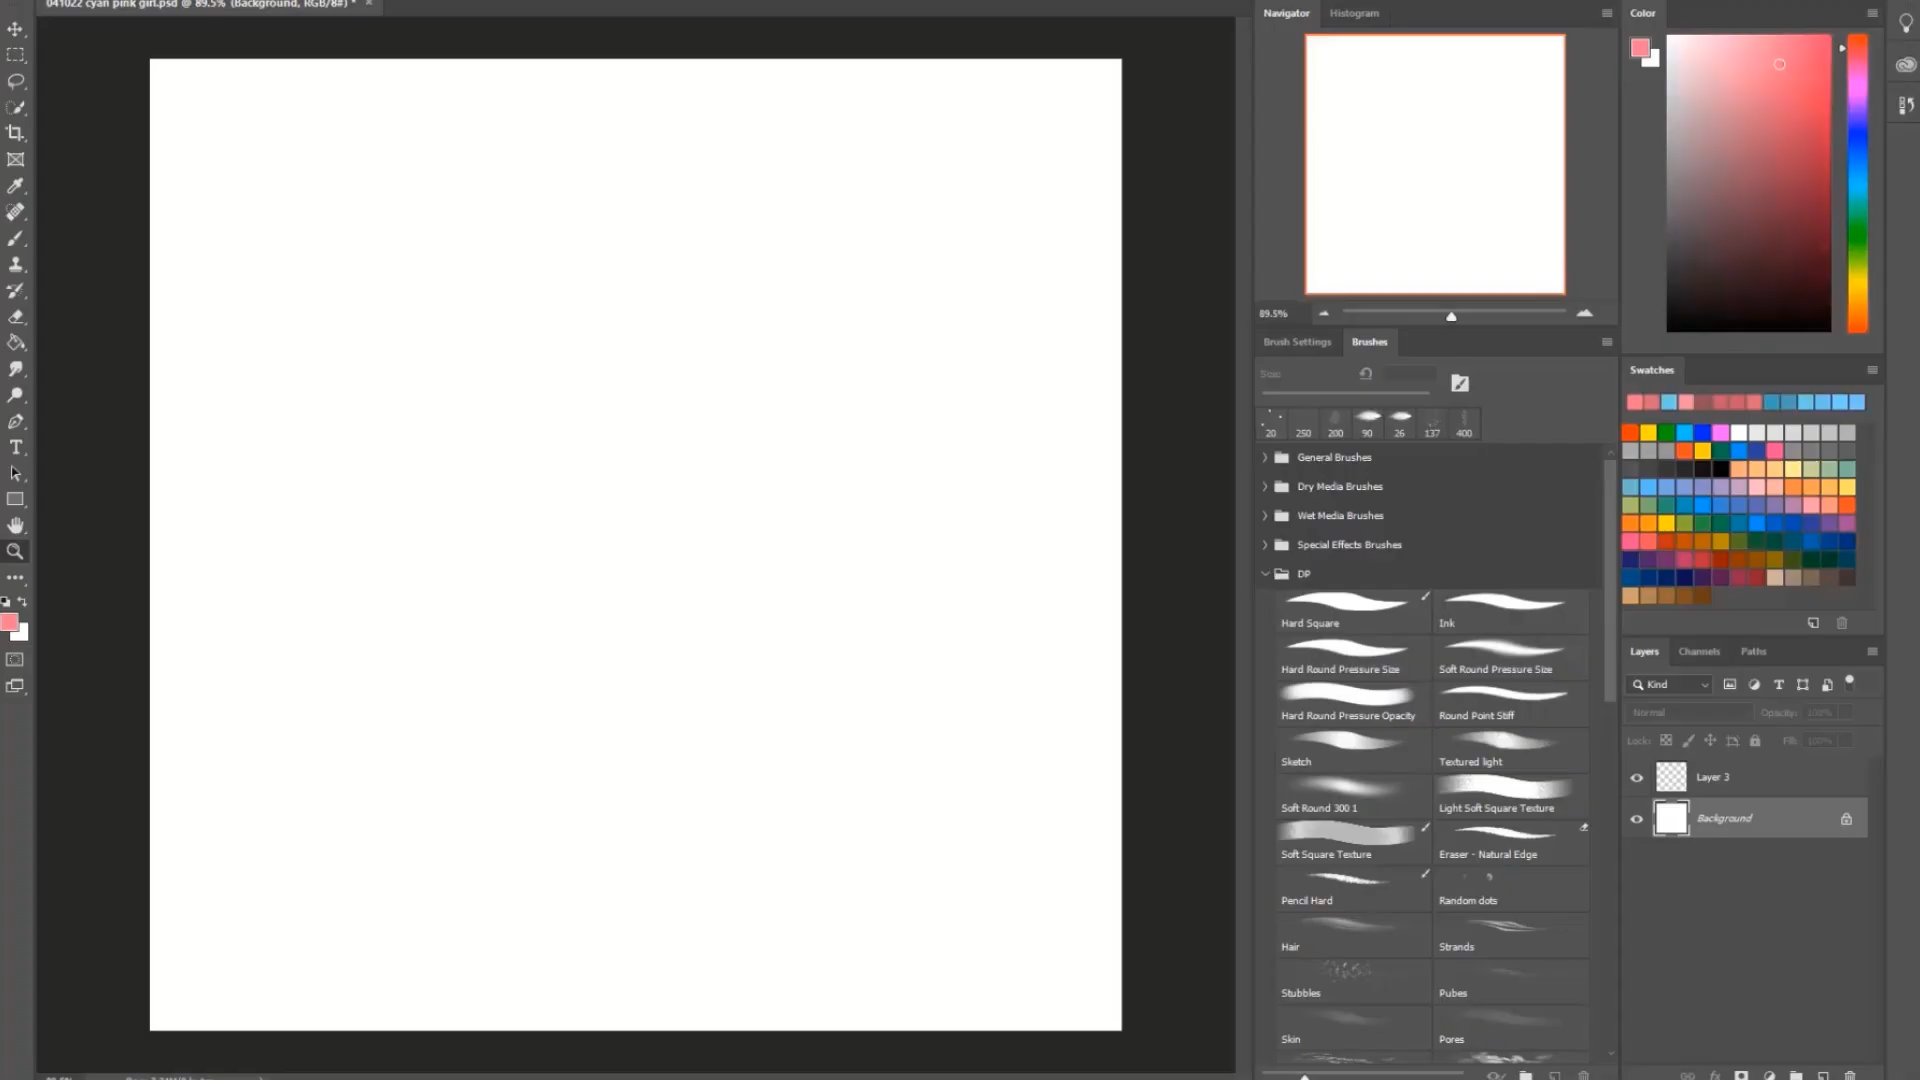 041022 cyan pink girl.psd @ 89.5% (Background, RGB/8#) * ×
Navigator
Histogram
89.5%
Brush Settings
Brushes
Size:
20
250
200
90
26
137
400
General Brushes
Dry Media Brushes
Wet Media Brushes
Special Effects Brushes
DP
Hard Square
Ink
Hard Round Pressure Size
Soft Round Pressure Size
Hard Round Pressure Opacity
Round Point Stiff
Sketch
Textured light
Soft Round 300 1
Light Soft Square Texture
Soft Square Texture
Eraser - Natural Edge
Pencil Hard
Random dots
Hair
Strands
Stubbles
Pubes
Skin
Pores
Color
Swatches
Layers
Channels
Paths
Kind
Normal
Opacity: 100%
Lock:
Fill: 100%
Layer 3
Background
fx